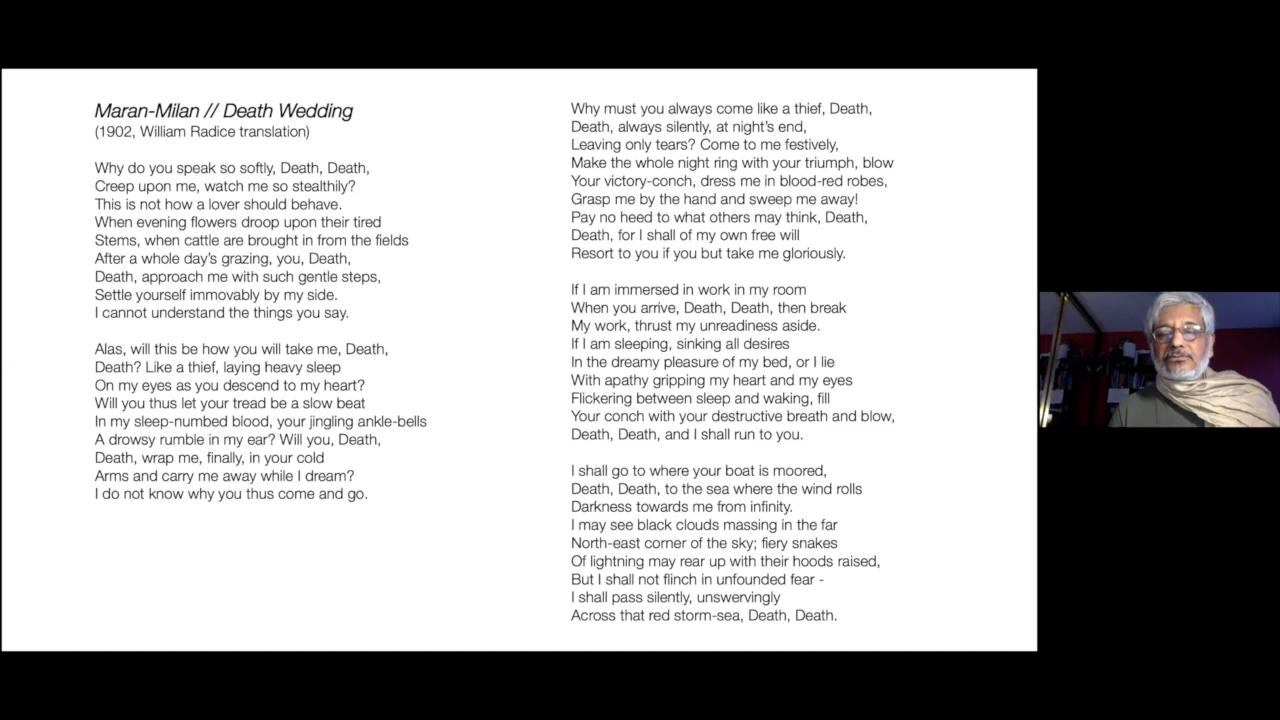 Maran-Milan // Death Wedding
(1902, William Radice translation)
Why do you speak so softly, Death, Death,
Creep upon me, watch me so stealthily?
This is not how a lover should behave.
When evening flowers droop upon their tired
Stems, when cattle are brought in from the fields
After a whole day's grazing, you, Death,
Death, approach me with such gentle steps,
Settle yourself immovably by my side.
I cannot understand the things you say.
Alas, will this be how you will take me, Death,
Death? Like a thief, laying heavy sleep
On my eyes as you descend to my heart?
Will you thus let your tread be a slow beat
In my sleep-numbed blood, your jingling ankle-bells
A drowsy rumble in my ear? Will you, Death,
Death, wrap me, finally, in your cold
Arms and carry me away while I dream?
I do not know why you thus come and go.
Why must you always come like a thief, Death,
Death, always silently, at night's end,
Leaving only tears? Come to me festively,
Make the whole night ring with your triumph, blow
Your victory-conch, dress me in blood-red robes,
Grasp me by the hand and sweep me away!
Pay no heed to what others may think, Death,
Death, for I shall of my own free will
Resort to you if you but take me gloriously.
If I am immersed in work in my room
When you arrive, Death, Death, then break
My work, thrust my unreadiness aside.
If I am sleeping, sinking all desires
In the dreamy pleasure of my bed, or I lie
With apathy gripping my heart and my eyes
Flickering between sleep and waking, fill
Your conch with your destructive breath and blow,
Death, Death, and I shall run to you.
I shall go to where your boat is moored,
Death, Death, to the sea where the wind rolls
Darkness towards me from infinity.
I may see black clouds massing in the far
North-east corner of the sky; fiery snakes
Of lightning may rear up with their hoods raised,
But I shall not flinch in unfounded fear -
I shall pass silently, unswervingly
Across that red storm-sea, Death, Death.